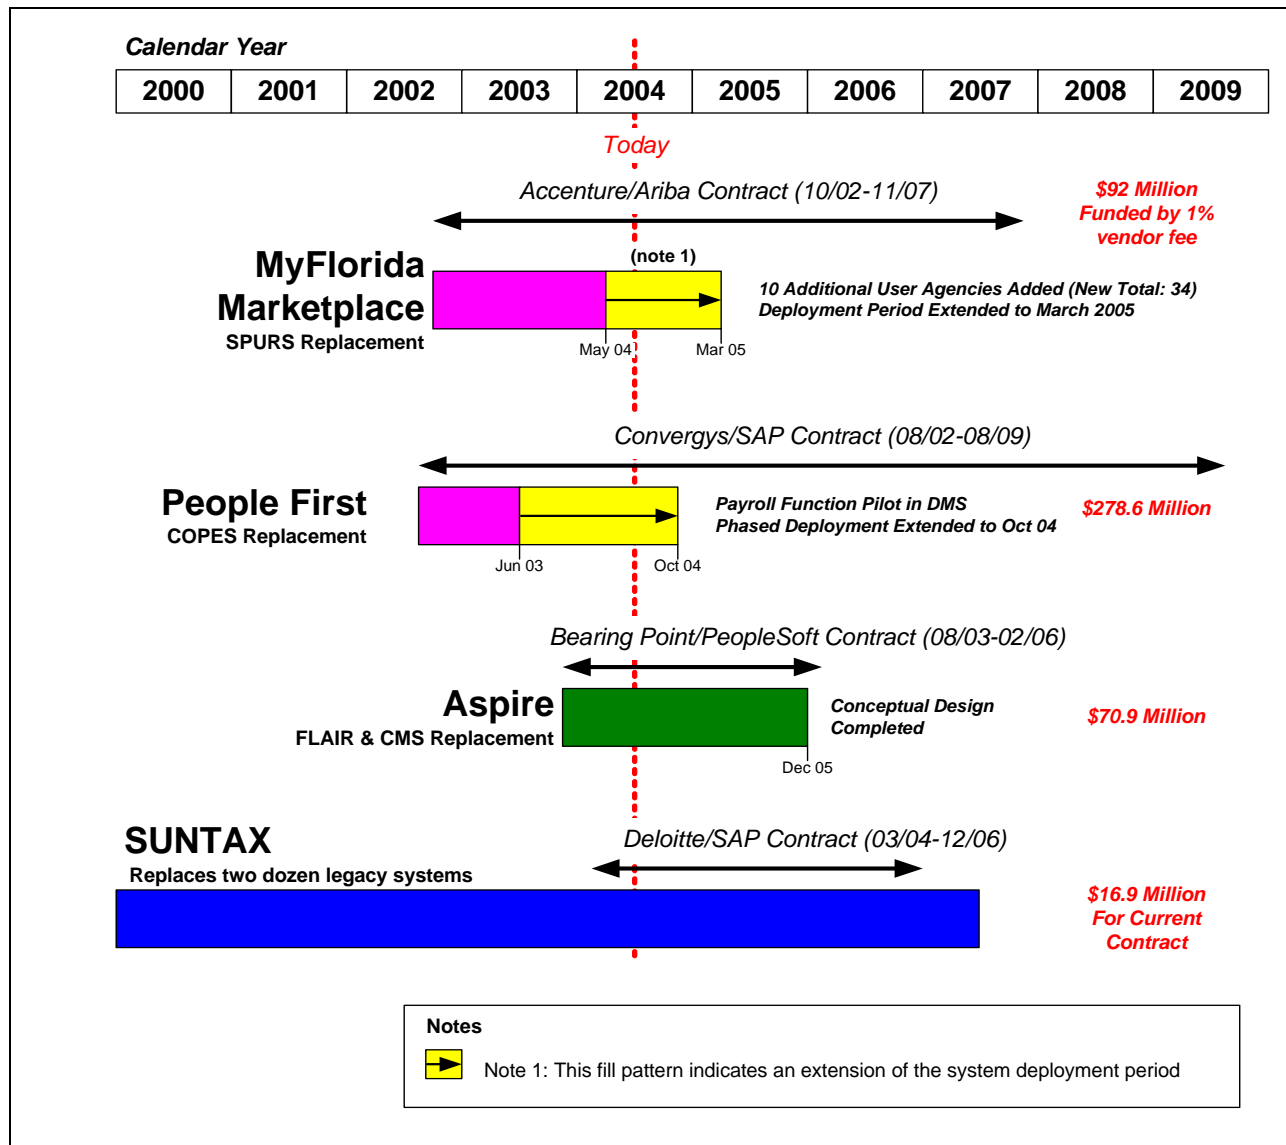 Calendar Year
2000 2001 2002 2003 2004 2005 2006 2007 2008 2009
Today
Accenture/Ariba Contract (10/02-11/07)
$92 Million
Funded by 1%
vendor fee
MyFlorida
Marketplace
SPURS Replacement
(note 1)
10 Additional User Agencies Added (New Total: 34)
Deployment Period Extended to March 2005
May 04
Mar 05
Convergys/SAP Contract (08/02-08/09)
People First
COPES Replacement
Payroll Function Pilot in DMS
Phased Deployment Extended to Oct 04
$278.6 Million
Jun 03
Oct 04
Bearing Point/PeopleSoft Contract (08/03-02/06)
Aspire
FLAIR & CMS Replacement
Conceptual Design
Completed
$70.9 Million
Dec 05
SUNTAX
Replaces two dozen legacy systems
Deloitte/SAP Contract (03/04-12/06)
$16.9 Million
For Current
Contract
Notes
Note 1: This fill pattern indicates an extension of the system deployment period